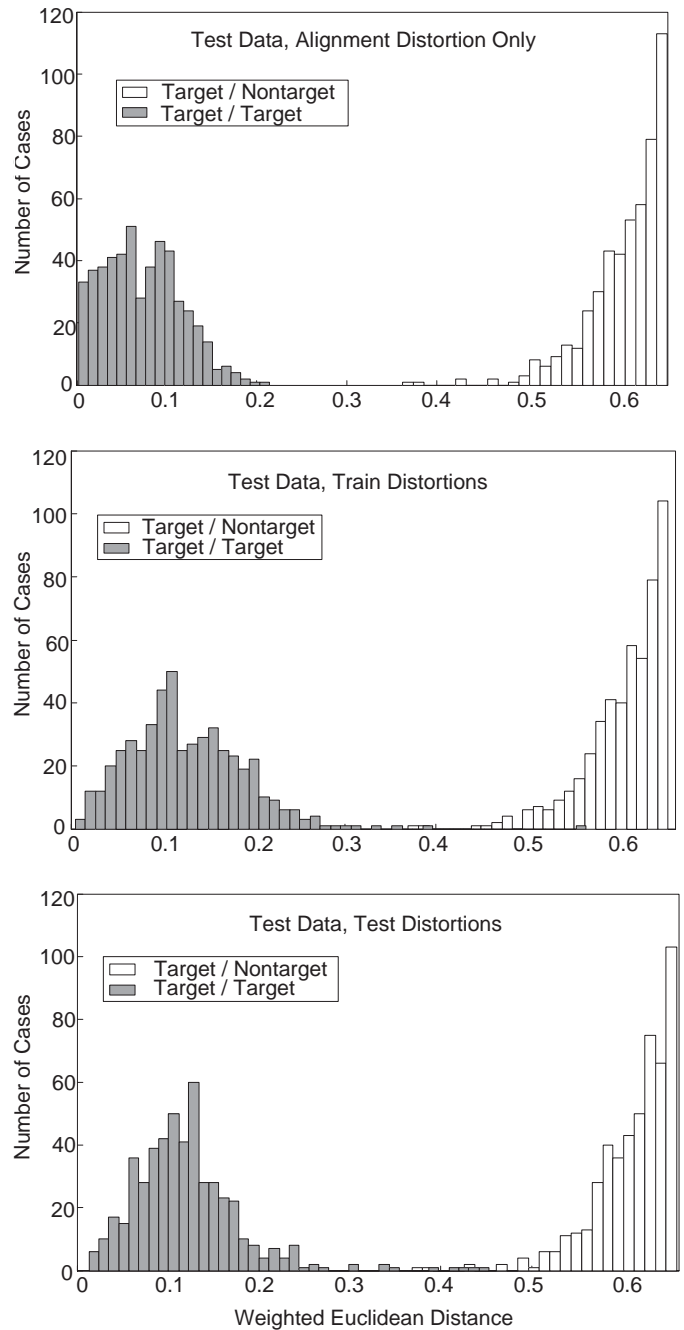 Test Data, Alignment Distortion Only
Target / Nontarget
Target / Target
Number of Cases
120
100
80
60
40
20
0
0 0.1 0.2 0.3 0.4 0.5 0.6
Test Data, Train Distortions
Target / Nontarget
Target / Target
Number of Cases
120
100
80
60
40
20
0
0 0.1 0.2 0.3 0.4 0.5 0.6
Test Data, Test Distortions
Target / Nontarget
Target / Target
Number of Cases
120
100
80
60
40
20
0
0 0.1 0.2 0.3 0.4 0.5 0.6
Weighted Euclidean Distance